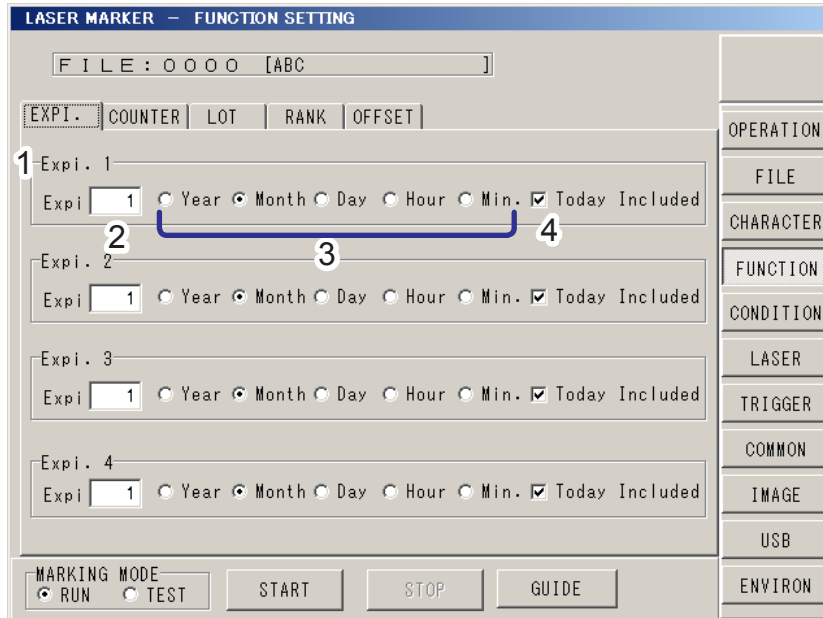 LASER MARKER － FUNCTION SETTING
ＦＩＬＥ：００００ [ABC ]
EXPI. COUNTER LOT RANK OFFSET
1
Expi. 1
Expi 1 Year Month Day Hour Min. Today Included
2 3 4
Expi. 2
Expi 1 Year Month Day Hour Min. Today Included
Expi. 3
Expi 1 Year Month Day Hour Min. Today Included
Expi. 4
Expi 1 Year Month Day Hour Min. Today Included
MARKING MODE
RUN TEST
START STOP GUIDE
OPERATION
FILE
CHARACTER
FUNCTION
CONDITION
LASER
TRIGGER
COMMON
IMAGE
USB
ENVIRON